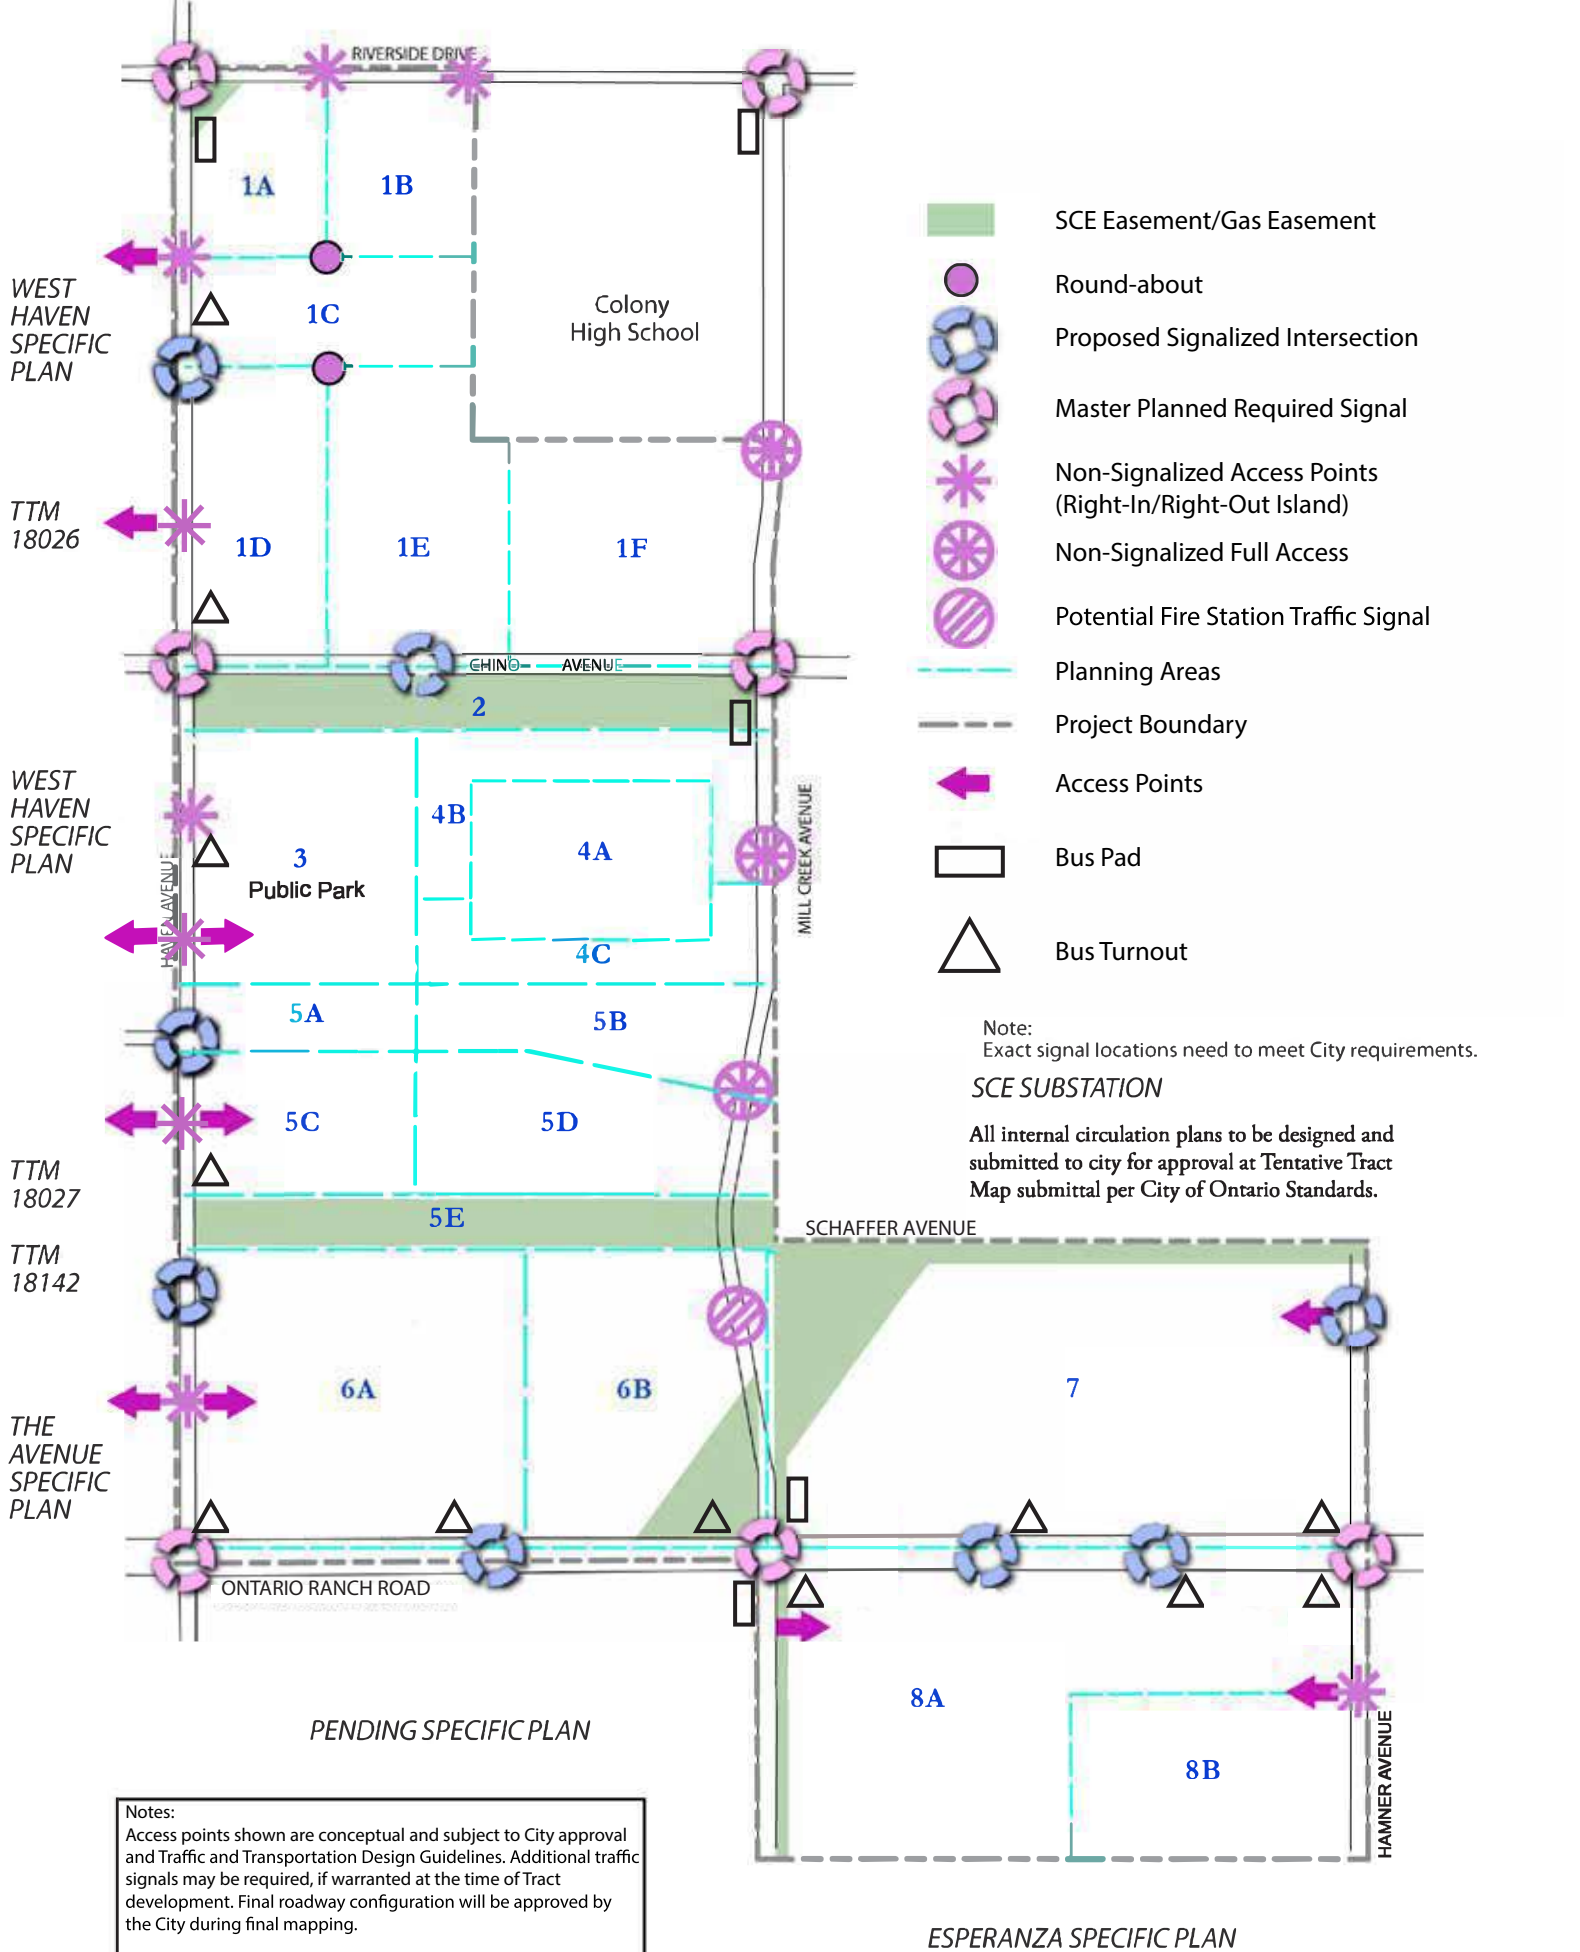 RIVERSIDE DRIVE
1A
1B
WEST
HAVEN
SPECIFIC
PLAN
1C
Colony
High School
TTM
18026
1D
1E
1F
CHINO AVENUE
2
WEST
HAVEN
SPECIFIC
PLAN
HAVEN AVENUE
3
Public Park
4B
4A
4C
MILL CREEK AVENUE
5A
5B
5C
5D
TTM
18027
5E
TTM
18142
SCHAFFER AVENUE
6A
6B
7
THE
AVENUE
SPECIFIC
PLAN
ONTARIO RANCH ROAD
8A
8B
HAMNER AVENUE
PENDING SPECIFIC PLAN
ESPERANZA SPECIFIC PLAN
SCE Easement/Gas Easement
Round-about
Proposed Signalized Intersection
Master Planned Required Signal
Non-Signalized Access Points
(Right-In/Right-Out Island)
Non-Signalized Full Access
Potential Fire Station Traffic Signal
Planning Areas
Project Boundary
Access Points
Bus Pad
Bus Turnout
Note:
Exact signal locations need to meet City requirements.
SCE SUBSTATION
All internal circulation plans to be designed and
submitted to city for approval at Tentative Tract
Map submittal per City of Ontario Standards.
Notes:
Access points shown are conceptual and subject to City approval
and Traffic and Transportation Design Guidelines. Additional traffic
signals may be required, if warranted at the time of Tract
development. Final roadway configuration will be approved by
the City during final mapping.